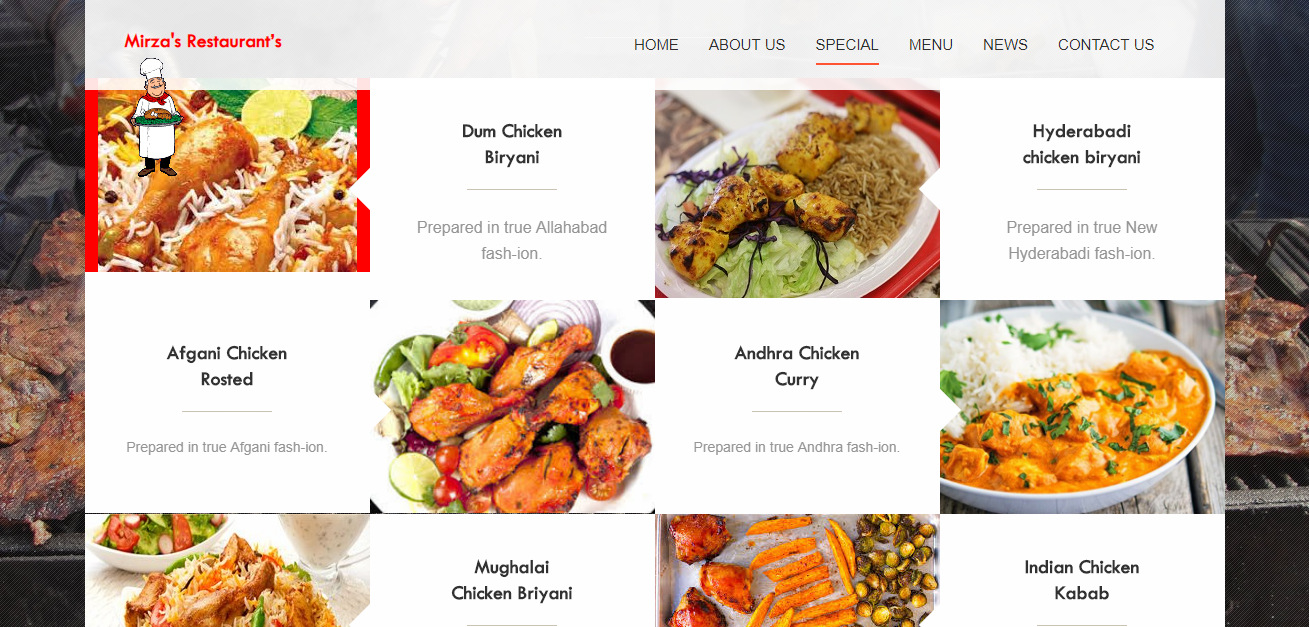 Mirza's Restaurant's
HOME ABOUT US SPECIAL MENU NEWS CONTACT US
Dum Chicken
Biryani
Prepared in true Allahabad
fash-ion.
Hyderabadi
chicken biryani
Prepared in true New
Hyderabadi fash-ion.
Afgani Chicken
Rosted
Prepared in true Afgani fash-ion.
Andhra Chicken
Curry
Prepared in true Andhra fash-ion.
Mughalai
Chicken Briyani
Indian Chicken
Kabab